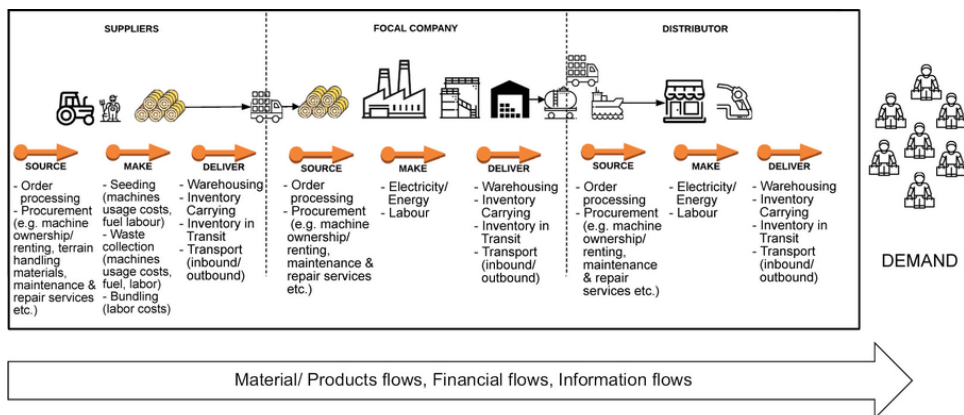 SUPPLIERS
FOCAL COMPANY
DISTRIBUTOR
SOURCE
- Order
processing
- Procurement
(e.g. machine
ownership/
renting, terrain
handling
materials,
maintenance &
repair services
etc.)
MAKE
- Seeding
(machines
usage costs,
fuel labour)
- Waste
collection
(machines
usage costs,
fuel, labor)
- Bundling
(labor costs)
DELIVER
- Warehousing
- Inventory
Carrying
- Inventory in
Transit
- Transport
(inbound/
outbound)
SOURCE
- Order
processing
- Procurement
(e.g. machine
ownership/
renting,
maintenance &
repair services
etc.)
MAKE
- Electricity/
Energy
- Labour
DELIVER
- Warehousing
- Inventory
Carrying
- Inventory in
Transit
- Transport
(inbound/
outbound)
SOURCE
- Order
processing
- Procurement
(e.g. machine
ownership/
renting,
maintenance
& repair
services etc.)
MAKE
- Electricity/
Energy
- Labour
DELIVER
- Warehousing
- Inventory
Carrying
- Inventory in
Transit
- Transport
(inbound/
outbound)
DEMAND
Material/ Products flows, Financial flows, Information flows